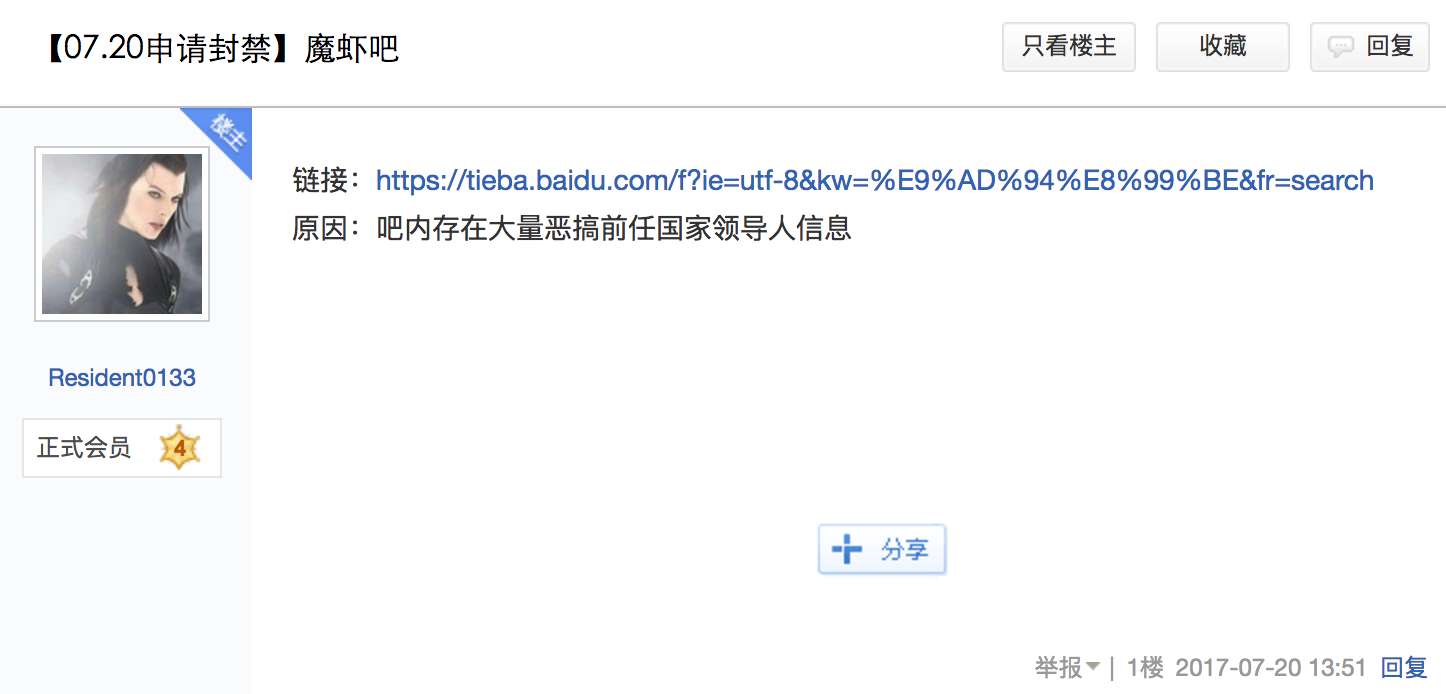 【07.20申请封禁】魔虾吧
只看楼主
收藏
回复
楼主
链接：https://tieba.baidu.com/f?ie=utf-8&kw=%E9%AD%94%E8%99%BE&fr=search
原因：吧内存在大量恶搞前任国家领导人信息
Resident0133
正式会员 4
分享
举报 | 1楼 2017-07-20 13:51 回复